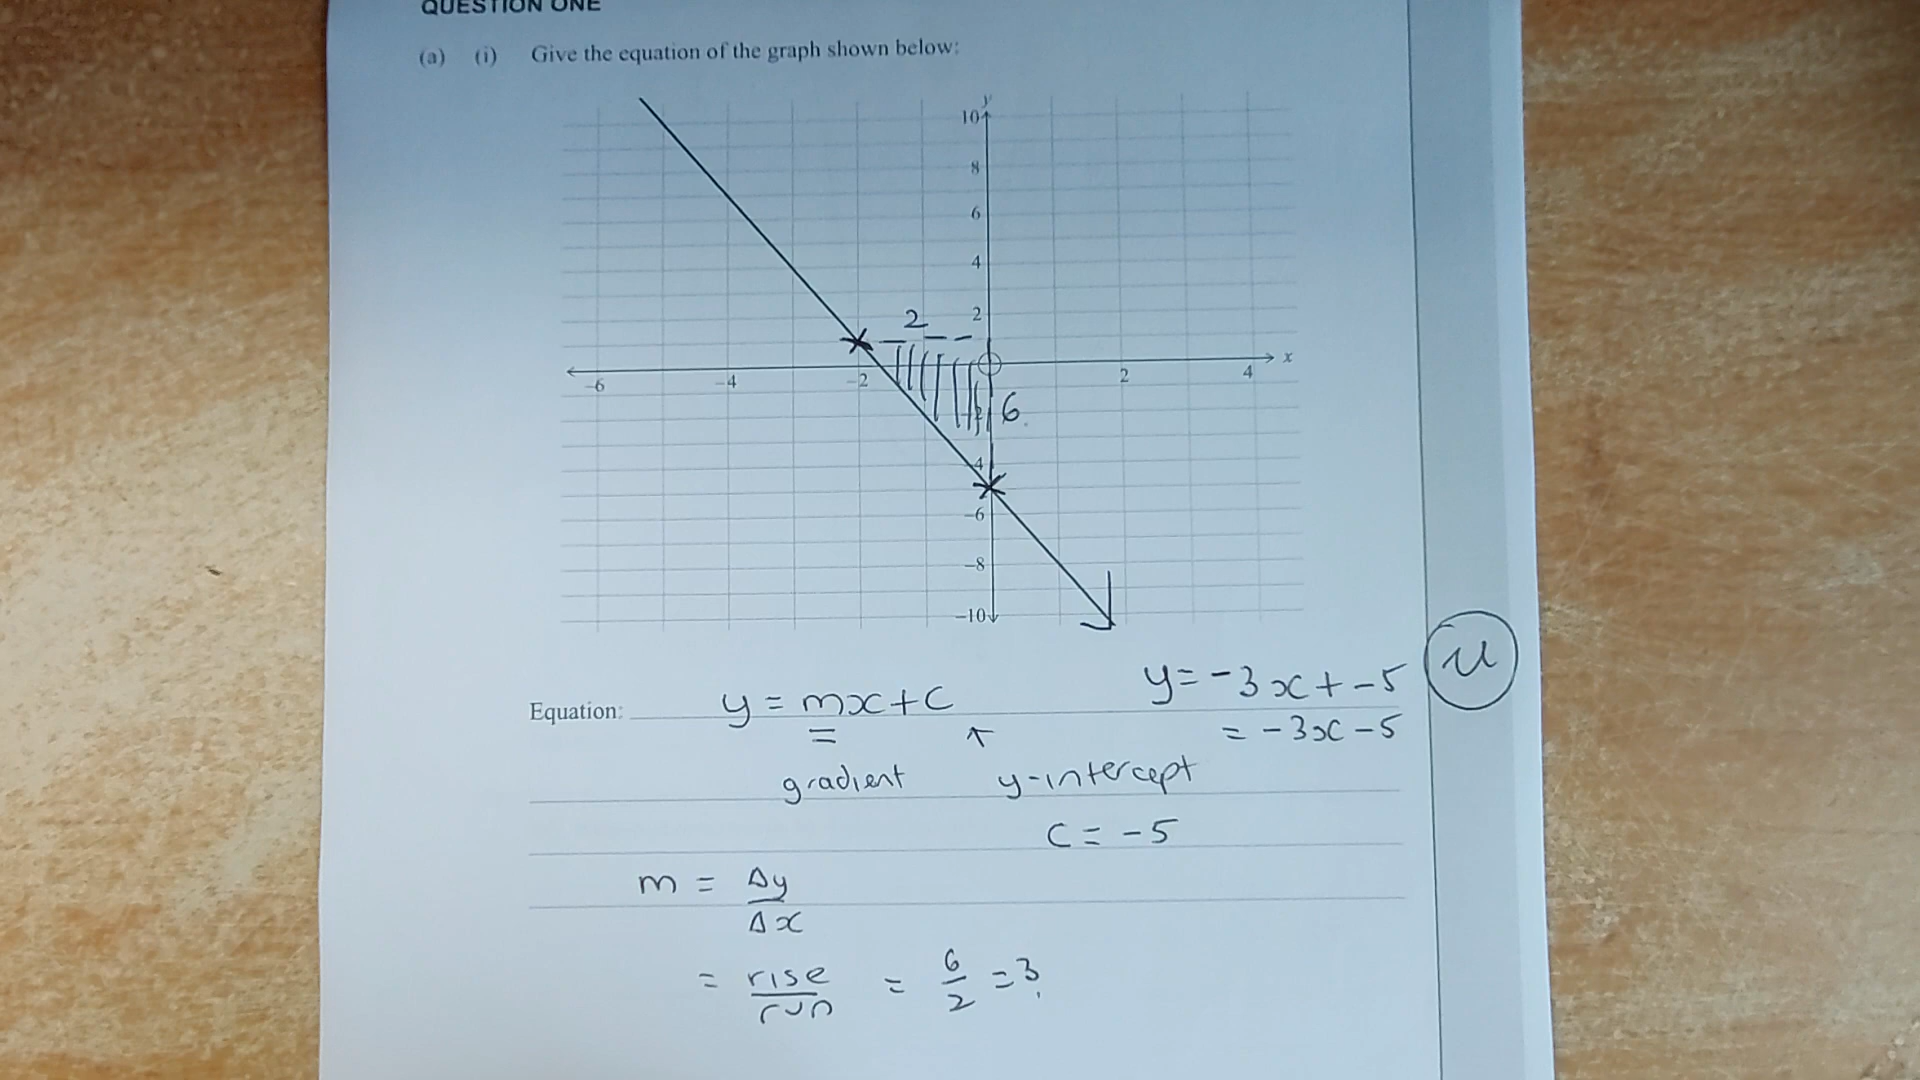 QUESTION ONE
(a) (i) Give the equation of the graph shown below:
y
10
8
6
4
2
2
-6 -4 -2 2 4 x
6
4
-6
-8
-10
Equation: y = mx + c y = -3x + -5 u
= -3x - 5
gradient y-intercept
c = -5
m = Δy
Δx
= rise = 6 = 3
run 2